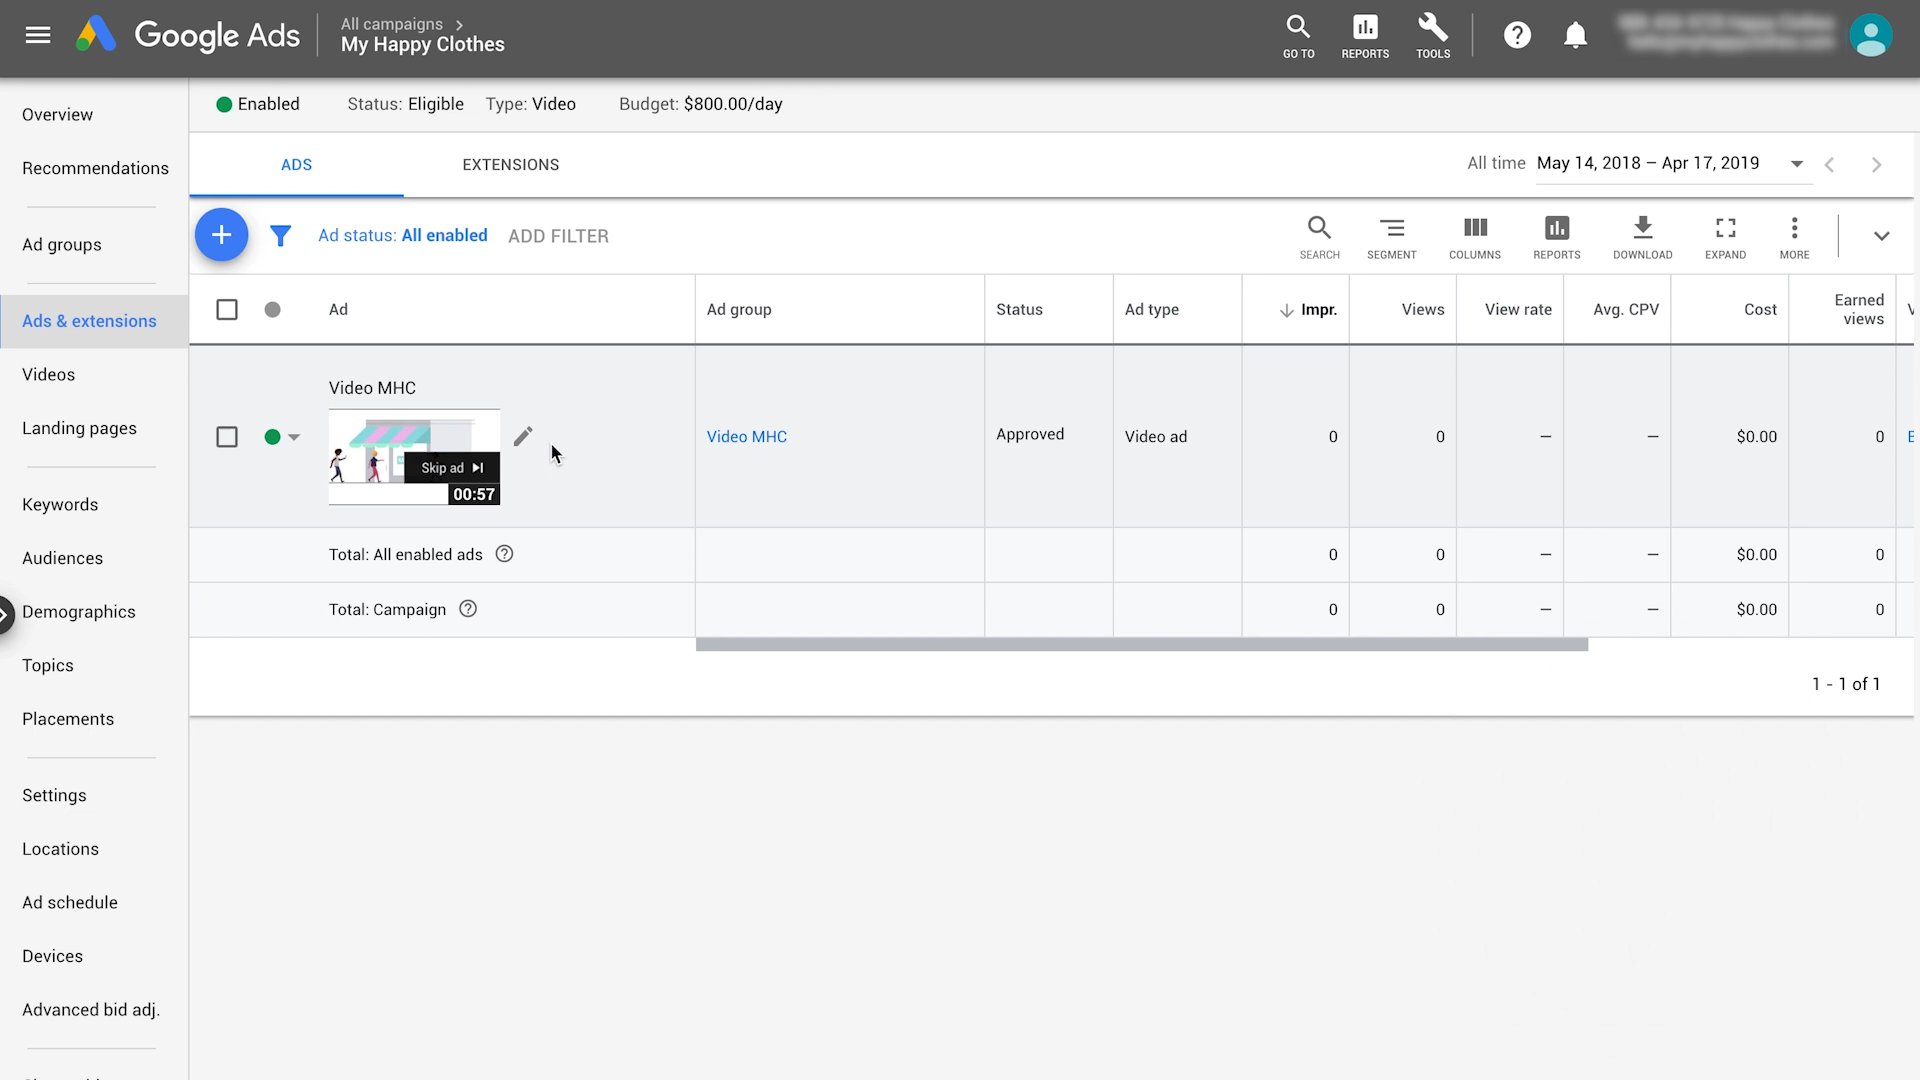 Google Ads
All campaigns
My Happy Clothes
GO TO
REPORTS
TOOLS
Overview
Recommendations
Ad groups
Ads & extensions
Videos
Landing pages
Keywords
Audiences
Demographics
Topics
Placements
Settings
Locations
Ad schedule
Devices
Advanced bid adj.
Enabled Status: Eligible Type: Video Budget: $800.00/day
ADS
EXTENSIONS
All time May 14, 2018 – Apr 17, 2019
Ad status: All enabled ADD FILTER
SEARCH
SEGMENT
COLUMNS
REPORTS
DOWNLOAD
EXPAND
MORE
Ad Ad group Status Ad type Impr. Views View rate Avg. CPV Cost Earned views
Video MHC
Skip ad
00:57
Video MHC Approved Video ad 0 0 – – $0.00 0
Total: All enabled ads 0 0 – – $0.00 0
Total: Campaign 0 0 – – $0.00 0
1 - 1 of 1